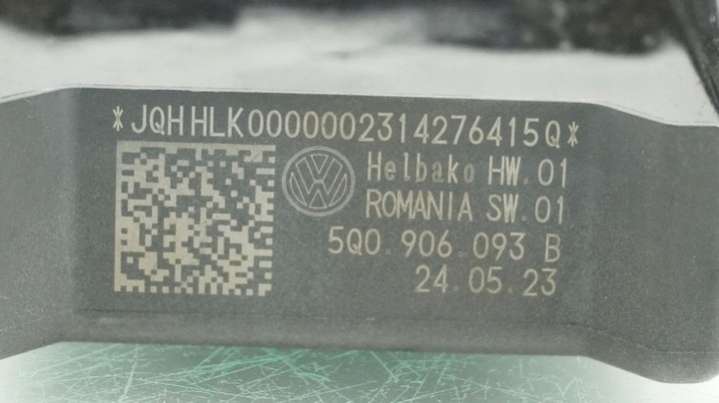 *JQHHLK0000002314276415Q*
Helbako HW.01
ROMANIA SW.01
5Q0.906.093 B
24.05.23